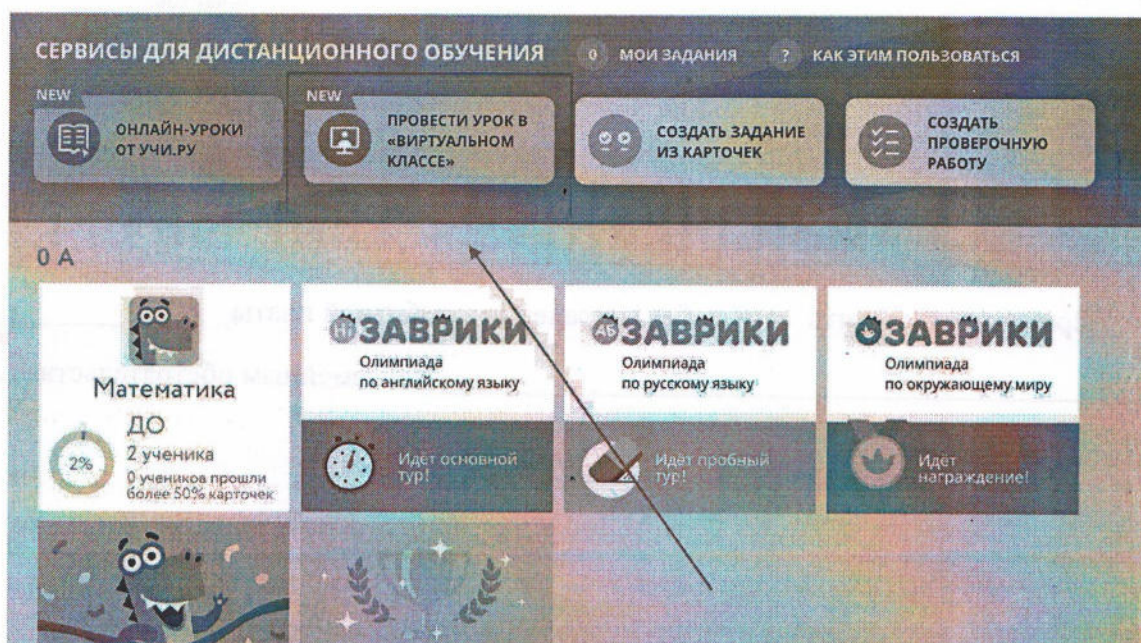 СЕРВИСЫ ДЛЯ ДИСТАНЦИОННОГО ОБУЧЕНИЯ 0 МОИ ЗАДАНИЯ ? КАК ЭТИМ ПОЛЬЗОВАТЬСЯ
NEW
ОНЛАЙН-УРОКИ
ОТ УЧИ.РУ
NEW
ПРОВЕСТИ УРОК В
«ВИРТУАЛЬНОМ
КЛАССЕ»
СОЗДАТЬ ЗАДАНИЕ
ИЗ КАРТОЧЕК
СОЗДАТЬ
ПРОВЕРОЧНУЮ
РАБОТУ
0 А
Математика
ДО
2%
2 ученика
0 учеников прошли
более 50% карточек
ЗАВРИКИ
Олимпиада
по английскому языку
Идёт основной
тур!
АБ ЗАВРИКИ
Олимпиада
по русскому языку
Идёт пробный
тур!
ЗАВРИКИ
Олимпиада
по окружающему миру
Идёт
награждение!